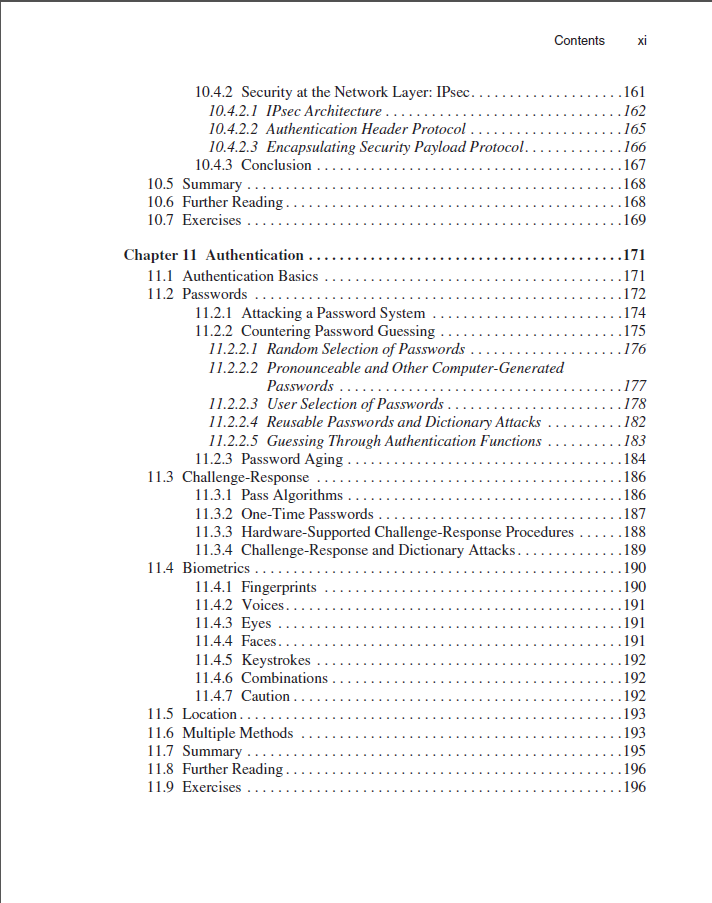 Contents xi
10.4.2 Security at the Network Layer: IPsec. . . . . . . . . . . . . . . . . . . .161
10.4.2.1 IPsec Architecture . . . . . . . . . . . . . . . . . . . . . . . . . . . . . . .162
10.4.2.2 Authentication Header Protocol . . . . . . . . . . . . . . . . . . . .165
10.4.2.3 Encapsulating Security Payload Protocol. . . . . . . . . . . . .166
10.4.3 Conclusion . . . . . . . . . . . . . . . . . . . . . . . . . . . . . . . . . . . . . . . .167
10.5 Summary . . . . . . . . . . . . . . . . . . . . . . . . . . . . . . . . . . . . . . . . . . . . . . . . .168
10.6 Further Reading . . . . . . . . . . . . . . . . . . . . . . . . . . . . . . . . . . . . . . . . . . . .168
10.7 Exercises . . . . . . . . . . . . . . . . . . . . . . . . . . . . . . . . . . . . . . . . . . . . . . . . .169
Chapter 11 Authentication . . . . . . . . . . . . . . . . . . . . . . . . . . . . . . . . . . . . . . . . .171
11.1 Authentication Basics . . . . . . . . . . . . . . . . . . . . . . . . . . . . . . . . . . . . . . .171
11.2 Passwords . . . . . . . . . . . . . . . . . . . . . . . . . . . . . . . . . . . . . . . . . . . . . . . .172
11.2.1 Attacking a Password System . . . . . . . . . . . . . . . . . . . . . . . . .174
11.2.2 Countering Password Guessing . . . . . . . . . . . . . . . . . . . . . . . .175
11.2.2.1 Random Selection of Passwords . . . . . . . . . . . . . . . . . . . .176
11.2.2.2 Pronounceable and Other Computer-Generated
Passwords . . . . . . . . . . . . . . . . . . . . . . . . . . . . . . . . . . . . .177
11.2.2.3 User Selection of Passwords . . . . . . . . . . . . . . . . . . . . . . .178
11.2.2.4 Reusable Passwords and Dictionary Attacks . . . . . . . . . .182
11.2.2.5 Guessing Through Authentication Functions . . . . . . . . . .183
11.2.3 Password Aging . . . . . . . . . . . . . . . . . . . . . . . . . . . . . . . . . . . .184
11.3 Challenge-Response . . . . . . . . . . . . . . . . . . . . . . . . . . . . . . . . . . . . . . . .186
11.3.1 Pass Algorithms . . . . . . . . . . . . . . . . . . . . . . . . . . . . . . . . . . . .186
11.3.2 One-Time Passwords . . . . . . . . . . . . . . . . . . . . . . . . . . . . . . . .187
11.3.3 Hardware-Supported Challenge-Response Procedures . . . . . .188
11.3.4 Challenge-Response and Dictionary Attacks. . . . . . . . . . . . . .189
11.4 Biometrics . . . . . . . . . . . . . . . . . . . . . . . . . . . . . . . . . . . . . . . . . . . . . . . .190
11.4.1 Fingerprints . . . . . . . . . . . . . . . . . . . . . . . . . . . . . . . . . . . . . . .190
11.4.2 Voices. . . . . . . . . . . . . . . . . . . . . . . . . . . . . . . . . . . . . . . . . . . .191
11.4.3 Eyes . . . . . . . . . . . . . . . . . . . . . . . . . . . . . . . . . . . . . . . . . . . . .191
11.4.4 Faces. . . . . . . . . . . . . . . . . . . . . . . . . . . . . . . . . . . . . . . . . . . . .191
11.4.5 Keystrokes . . . . . . . . . . . . . . . . . . . . . . . . . . . . . . . . . . . . . . . .192
11.4.6 Combinations . . . . . . . . . . . . . . . . . . . . . . . . . . . . . . . . . . . . . .192
11.4.7 Caution . . . . . . . . . . . . . . . . . . . . . . . . . . . . . . . . . . . . . . . . . . .192
11.5 Location . . . . . . . . . . . . . . . . . . . . . . . . . . . . . . . . . . . . . . . . . . . . . . . . . .193
11.6 Multiple Methods . . . . . . . . . . . . . . . . . . . . . . . . . . . . . . . . . . . . . . . . . .193
11.7 Summary . . . . . . . . . . . . . . . . . . . . . . . . . . . . . . . . . . . . . . . . . . . . . . . . .195
11.8 Further Reading . . . . . . . . . . . . . . . . . . . . . . . . . . . . . . . . . . . . . . . . . . . .196
11.9 Exercises . . . . . . . . . . . . . . . . . . . . . . . . . . . . . . . . . . . . . . . . . . . . . . . . .196